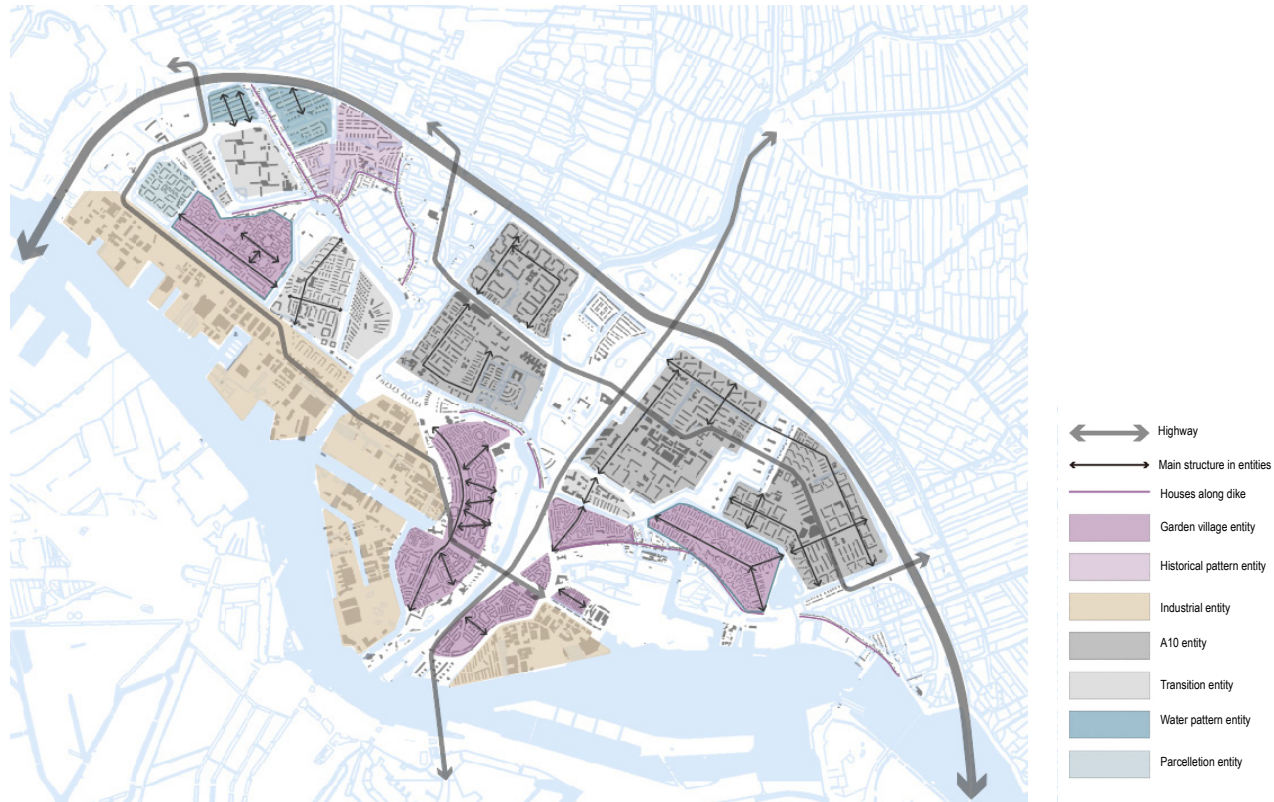 Highway
Main structure in entities
Houses along dike
Garden village entity
Historical pattern entity
Industrial entity
A10 entity
Transition entity
Water pattern entity
Parcelletion entity